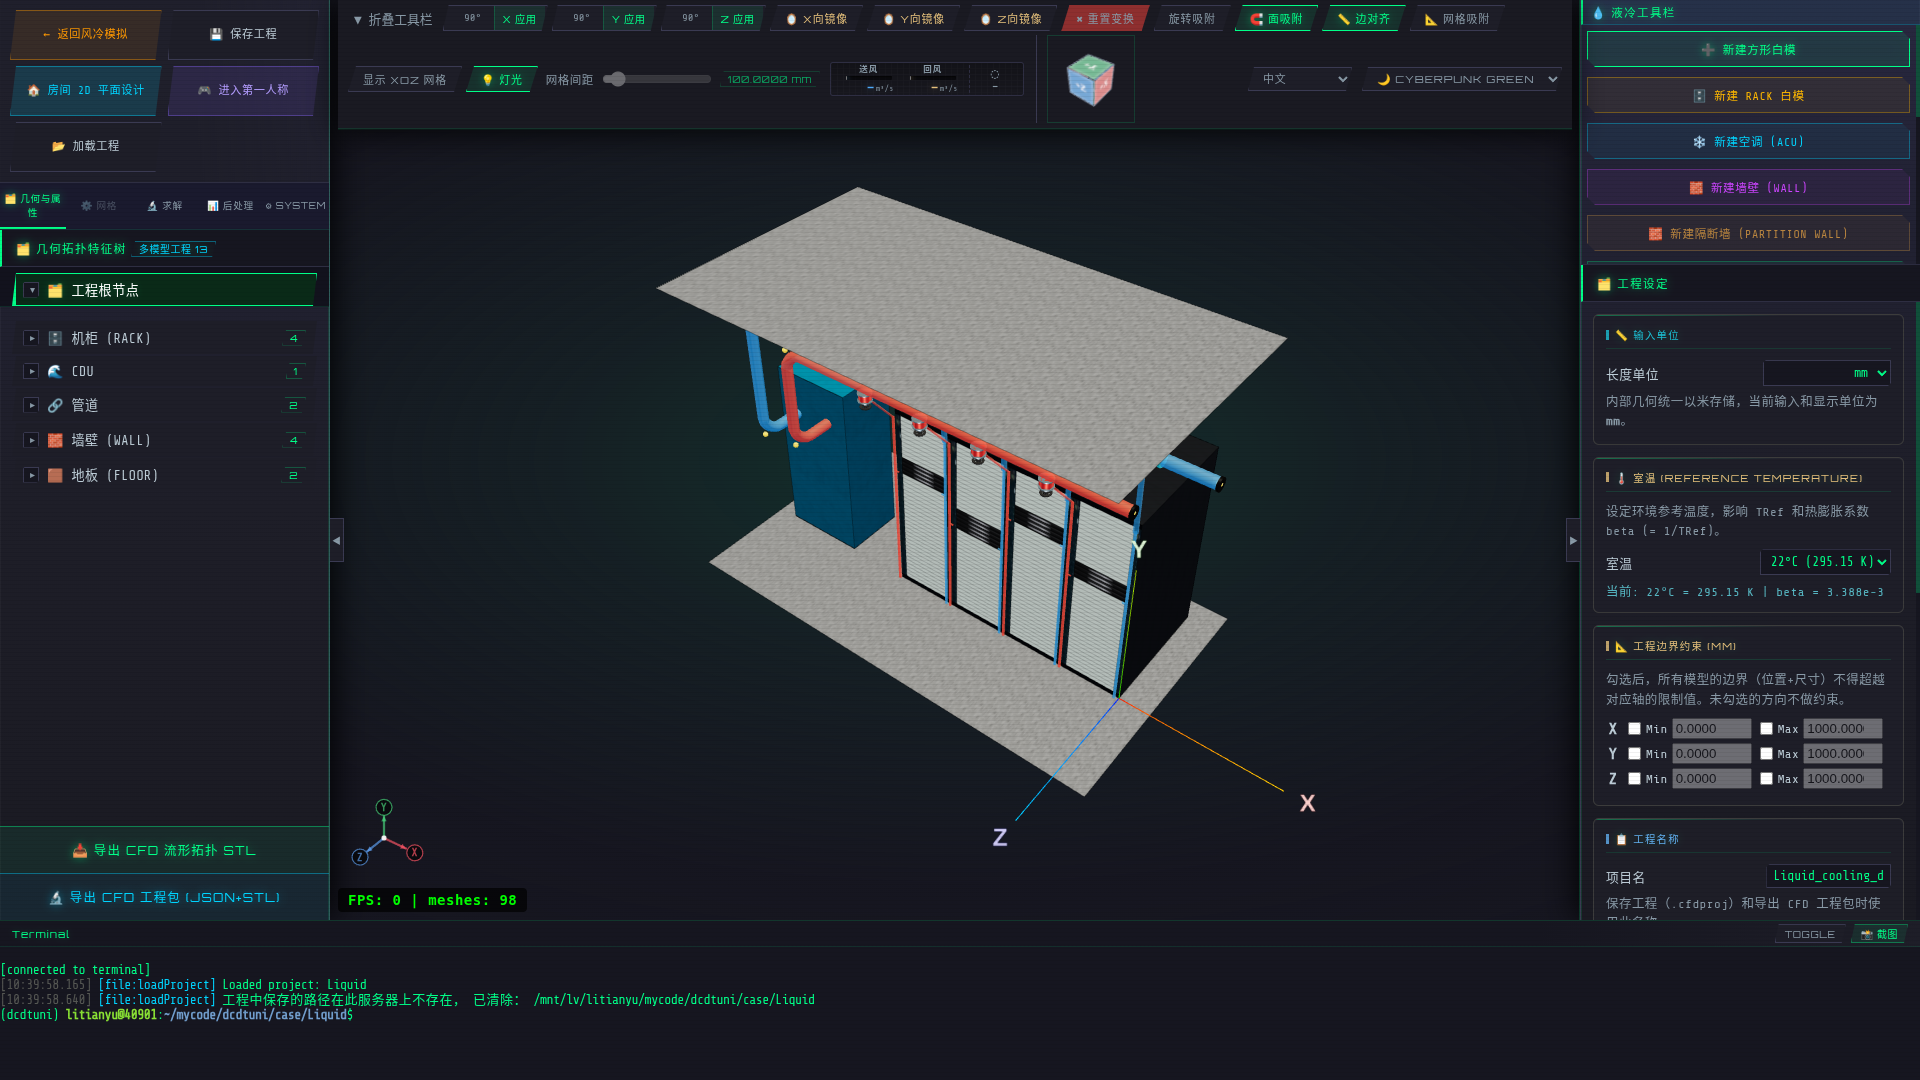 ← 返回风冷模拟
💾 保存工程
🏠 房间 2D 平面设计
🎮 进入第一人称
📂 加载工程
🗂️ 几何与属性
⚙️ 网格
🔬 求解
📊 后处理
⚙ SYSTEM
🗂️ 几何拓扑特征树 多模型工程 13
▾ 🗂️ 工程根节点
▸ 🗄️ 机柜 (RACK) 4
▸ 🌊 CDU 1
▸ 🔗 管道 2
▸ 🧱 墙壁 (WALL) 4
▸ 🟫 地板 (FLOOR) 2
📥 导出 CFD 流形拓扑 STL
🔬 导出 CFD 工程包 (JSON+STL)
▼ 折叠工具栏
90° X 应用
90° Y 应用
90° Z 应用
🪞 X向镜像
🪞 Y向镜像
🪞 Z向镜像
✖ 重置变换
旋转吸附
🧲 面吸附
📏 边对齐
📐 网格吸附
显示 XOZ 网格
💡 灯光
网格间距
100.0000 mm
送风
— m³/s
回风
— m³/s
中文
🌙 CYBERPUNK GREEN
Y
X
Z
Y
Z
X
FPS: 0 | meshes: 98
💧 液冷工具栏
➕ 新建方形白模
🗄️ 新建 RACK 白模
❄️ 新建空调 (ACU)
🧱 新建墙壁 (WALL)
🧱 新建隔断墙 (PARTITION WALL)
🗂️ 工程设定
📏 输入单位
长度单位 mm
内部几何统一以米存储，当前输入和显示单位为
mm。
🌡️ 室温 (REFERENCE TEMPERATURE)
设定环境参考温度，影响 TRef 和热膨胀系数
beta (= 1/TRef)。
室温 22°C (295.15 K)
当前: 22°C = 295.15 K | beta = 3.388e-3
📐 工程边界约束 (MM)
勾选后，所有模型的边界（位置+尺寸）不得超越
对应轴的限制值。未勾选的方向不做约束。
X Min 0.0000 Max 1000.000
Y Min 0.0000 Max 1000.000
Z Min 0.0000 Max 1000.000
📋 工程名称
项目名 Liquid_cooling_d
保存工程（.cfdproj）和导出 CFD 工程包时使
用此名称
Terminal
TOGGLE
📸 截图
[connected to terminal]
[10:39:58.165] [file:loadProject] Loaded project: Liquid
[10:39:58.640] [file:loadProject] 工程中保存的路径在此服务器上不存在， 已清除： /mnt/lv/litianyu/mycode/dcdtuni/case/Liquid
(dcdtuni) litianyu@40901:~/mycode/dcdtuni/case/Liquid$